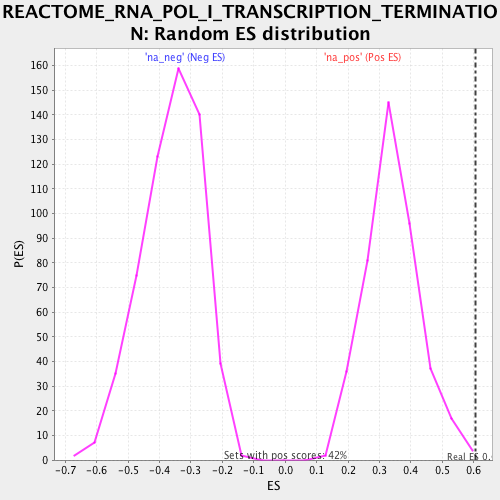 REACTOME_RNA_POL_I_TRANSCRIPTION_TERMINATIO
N: Random ES distribution
'na_neg' (Neg ES)
'na_pos' (Pos ES)
160
150
140
130
120
110
100
90
80
70
60
50
40
30
20
10
0
P(ES)
Sets with pos scores: 42%
Real ES 0.
-0.7 -0.6 -0.5 -0.4 -0.3 -0.2 -0.1 0.0 0.1 0.2 0.3 0.4 0.5 0.6
ES